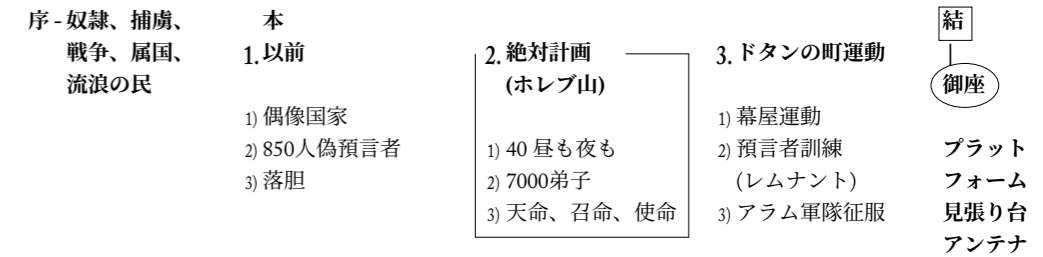 序 - 奴隷、捕虜、
戦争、属国、
流浪の民
本
1. 以前
1) 偶像国家
2) 850人偽預言者
3) 落胆
2. 絶対計画
(ホレブ山)
1) 40 昼も夜も
2) 7000弟子
3) 天命、召命、使命
3. ドタンの町運動
1) 幕屋運動
2) 預言者訓練
(レムナント)
3) アラム軍隊征服
結
御座
プラット
フォーム
見張り台
アンテナ